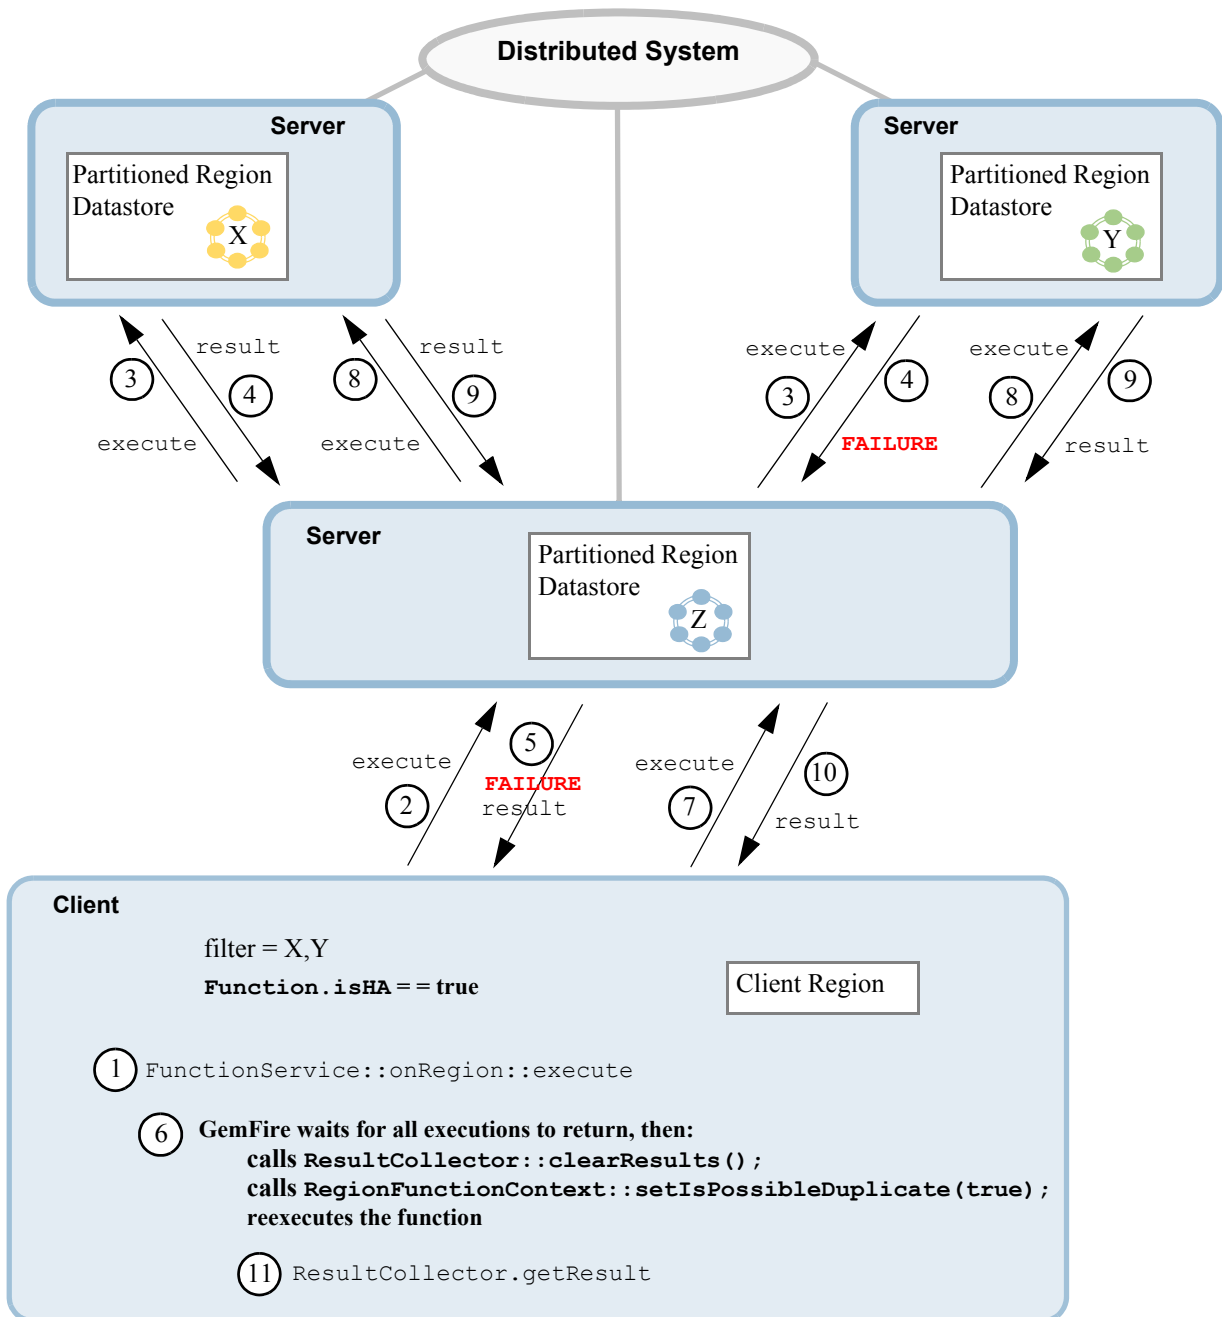 Distributed System
Server
Partitioned Region
Datastore
X
Server
Partitioned Region
Datastore
Y
3
execute
result
4
8
execute
result
9
execute
3
4
FAILURE
execute
8
9
result
Server
Partitioned Region
Datastore
Z
execute
2
5
FAILURE
result
execute
7
10
result
Client
filter = X,Y
Function.isHA = = true
Client Region
1 FunctionService::onRegion::execute
6 GemFire waits for all executions to return, then:
calls ResultCollector::clearResults();
calls RegionFunctionContext::setIsPossibleDuplicate(true);
reexecutes the function
11 ResultCollector.getResult